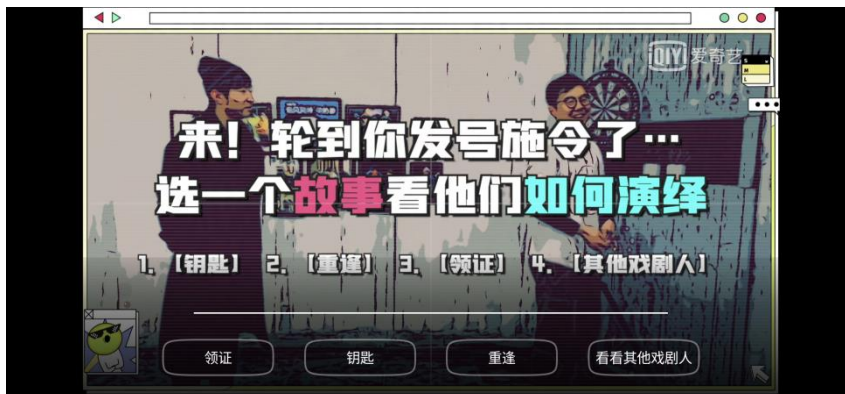 iQIYI 爱奇艺
S
M
L
来！轮到你发号施令了…
选一个故事看他们如何演绎
1.【钥匙】 2.【重逢】 3.【领证】 4.【其他戏剧人】
领证 钥匙 重逢 看看其他戏剧人